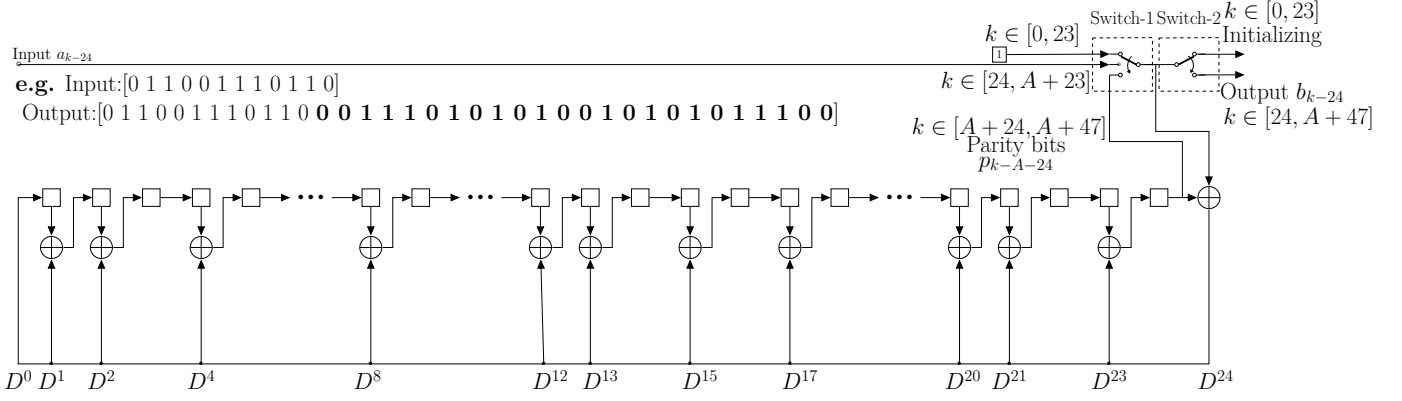 Switch-1 Switch-2 k ∈ [0, 23]
k ∈ [0, 23]
Initializing
Input a_{k−24}
1
e.g. Input:[0 1 1 0 0 1 1 1 0 1 1 0]
k ∈ [24, A + 23]
Output b_{k−24}
Output:[0 1 1 0 0 1 1 1 0 1 1 0 0 0 1 1 1 0 1 0 1 0 1 0 0 1 0 1 0 1 0 1 1 1 0 0]
k ∈ [24, A + 47]
k ∈ [A + 24, A + 47]
Parity bits
p_{k−A−24}
D^0 D^1 D^2 D^4 D^8 D^12 D^13 D^15 D^17 D^20 D^21 D^23 D^24